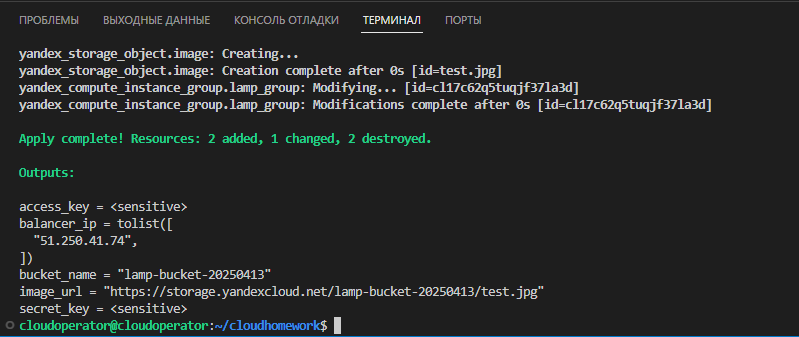 ПРОБЛЕМЫ ВЫХОДНЫЕ ДАННЫЕ КОНСОЛЬ ОТЛАДКИ ТЕРМИНАЛ ПОРТЫ
yandex_storage_object.image: Creating...
yandex_storage_object.image: Creation complete after 0s [id=test.jpg]
yandex_compute_instance_group.lamp_group: Modifying... [id=cl17c62q5tuqjf37la3d]
yandex_compute_instance_group.lamp_group: Modifications complete after 0s [id=cl17c62q5tuqjf37la3d]
Apply complete! Resources: 2 added, 1 changed, 2 destroyed.
Outputs:
access_key = <sensitive>
balancer_ip = tolist([
  "51.250.41.74",
])
bucket_name = "lamp-bucket-20250413"
image_url = "https://storage.yandexcloud.net/lamp-bucket-20250413/test.jpg"
secret_key = <sensitive>
cloudoperator@cloudoperator:~/cloudhomework$